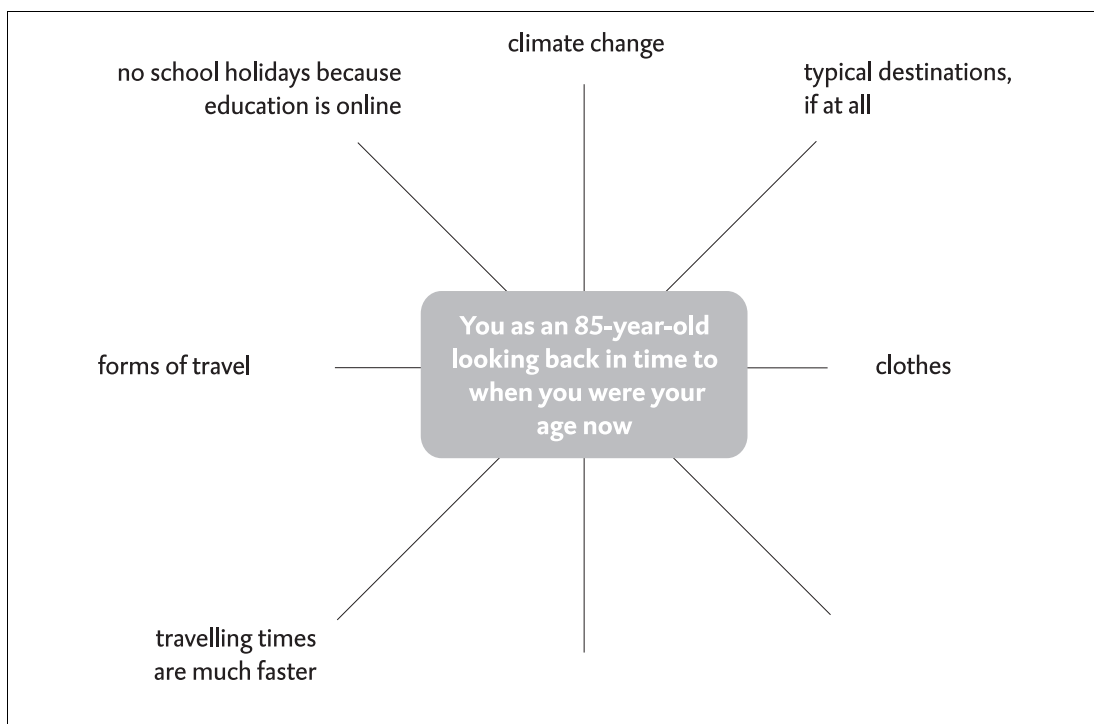 climate change
no school holidays because
education is online
typical destinations,
if at all
You as an 85-year-old
looking back in time to
when you were your
age now
forms of travel
clothes
travelling times
are much faster